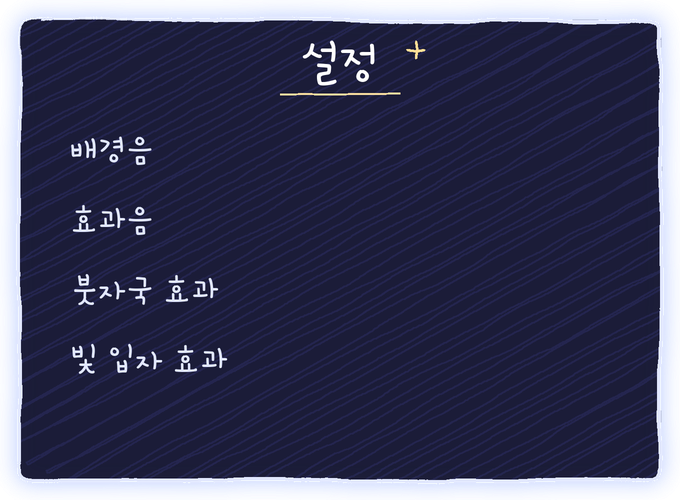 설정
배경음
효과음
붓자국 효과
빛 입자 효과